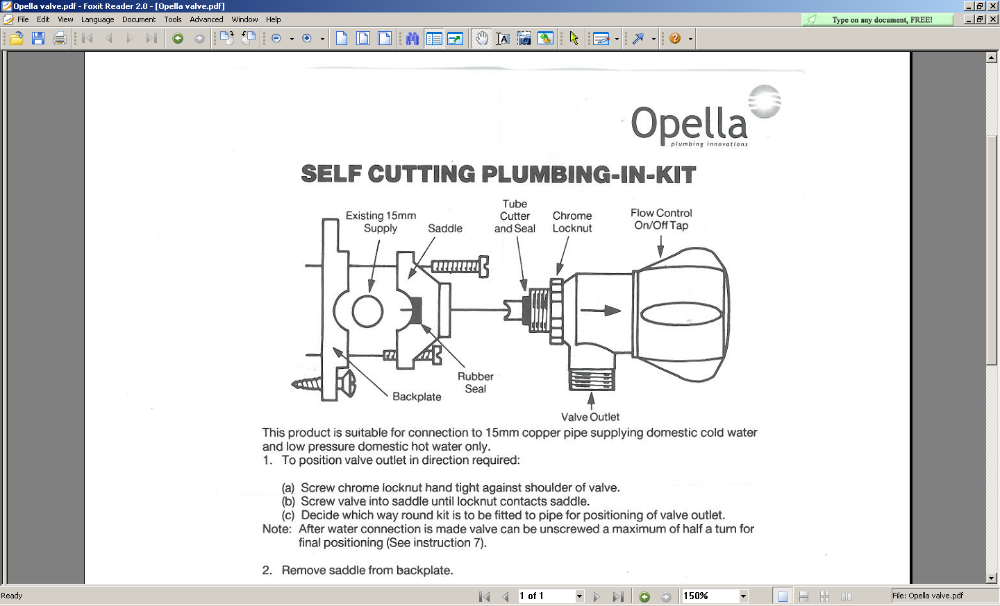 Opella valve.pdf - Foxit Reader 2.0 - [Opella valve.pdf]
File Edit View Language Document Tools Advanced Window Help
Type on any document, FREE!
Opella
plumbing innovations
SELF CUTTING PLUMBING-IN-KIT
Existing 15mm
Supply
Saddle
Tube
Cutter
and Seal
Chrome
Locknut
Flow Control
On/Off Tap
Rubber
Seal
Backplate
Valve Outlet
This product is suitable for connection to 15mm copper pipe supplying domestic cold water
and low pressure domestic hot water only.
1. To position valve outlet in direction required:
(a) Screw chrome locknut hand tight against shoulder of valve.
(b) Screw valve into saddle until locknut contacts saddle.
(c) Decide which way round kit is to be fitted to pipe for positioning of valve outlet.
Note: After water connection is made valve can be unscrewed a maximum of half a turn for
final positioning (See instruction 7).
2. Remove saddle from backplate.
Ready
1 of 1
150%
File: Opella valve.pdf